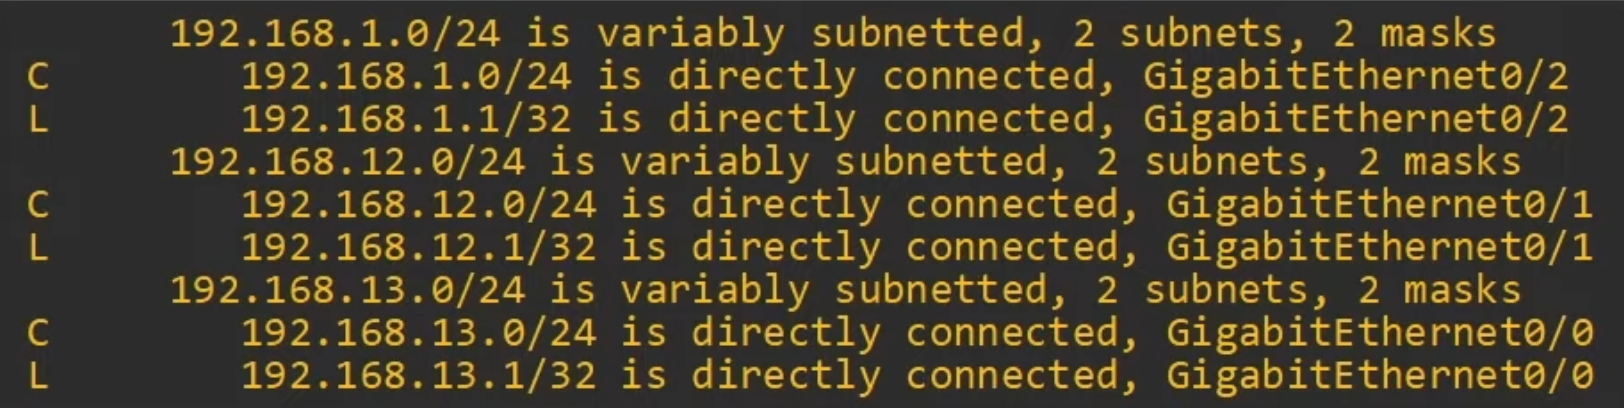 192.168.1.0/24 is variably subnetted, 2 subnets, 2 masks
C 192.168.1.0/24 is directly connected, GigabitEthernet0/2
L 192.168.1.1/32 is directly connected, GigabitEthernet0/2
192.168.12.0/24 is variably subnetted, 2 subnets, 2 masks
C 192.168.12.0/24 is directly connected, GigabitEthernet0/1
L 192.168.12.1/32 is directly connected, GigabitEthernet0/1
192.168.13.0/24 is variably subnetted, 2 subnets, 2 masks
C 192.168.13.0/24 is directly connected, GigabitEthernet0/0
L 192.168.13.1/32 is directly connected, GigabitEthernet0/0